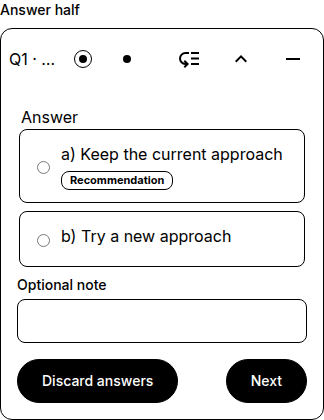 Answer half
Q1 · ...
Answer
a) Keep the current approach
Recommendation
b) Try a new approach
Optional note
Discard answers
Next